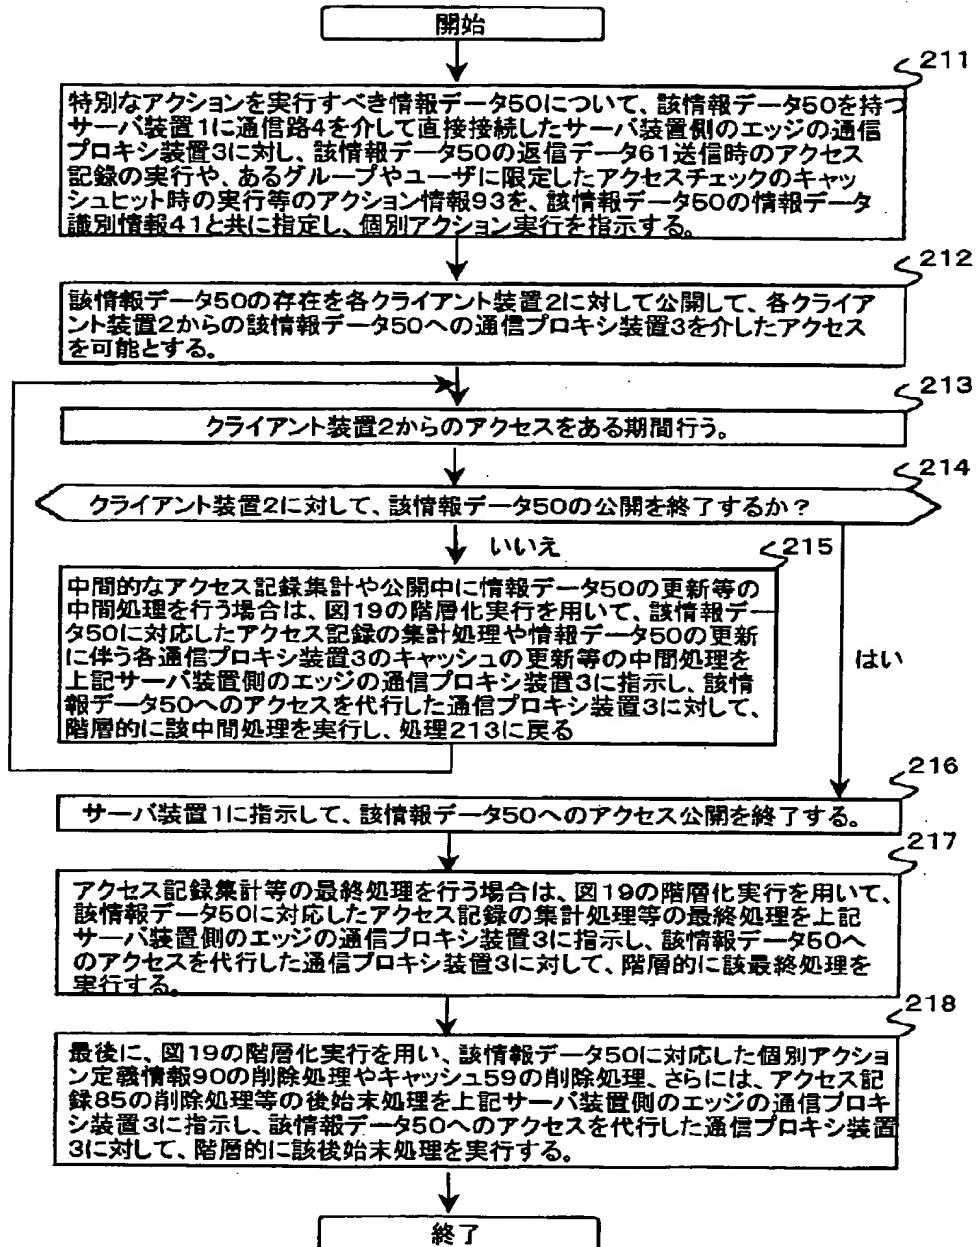 開始
211
特別なアクションを実行すべき情報データ50について、該情報データ50を持つ
サーバ装置1に通信路4を介して直接接続したサーバ装置側のエッジの通信
プロキシ装置3に対し、該情報データ50の返信データ61送信時のアクセス
記録の実行や、あるグループやユーザに限定したアクセスチェックのキャッ
シュヒット時の実行等のアクション情報93を、該情報データ50の情報データ
識別情報41と共に指定し、個別アクション実行を指示する。
212
該情報データ50の存在を各クライアント装置2に対して公開して、各クライア
ント装置2からの該情報データ50への通信プロキシ装置3を介したアクセス
を可能とする。
213
クライアント装置2からのアクセスをある期間行う。
214
クライアント装置2に対して、該情報データ50の公開を終了するか？
いいえ
215
中間的なアクセス記録集計や公開中に情報データ50の更新等の
中間処理を行う場合は、図19の階層化実行を用いて、該情報デー
タ50に対応したアクセス記録の集計処理や情報データ50の更新
に伴う各通信プロキシ装置3のキャッシュの更新等の中間処理を
上記サーバ装置側のエッジの通信プロキシ装置3に指示し、該情
報データ50へのアクセスを代行した通信プロキシ装置3に対して、
階層的に該中間処理を実行し、処理213に戻る
はい
216
サーバ装置1に指示して、該情報データ50へのアクセス公開を終了する。
217
アクセス記録集計等の最終処理を行う場合は、図19の階層化実行を用いて、
該情報データ50に対応したアクセス記録の集計処理等の最終処理を上記
サーバ装置側のエッジの通信プロキシ装置3に指示し、該情報データ50へ
のアクセスを代行した通信プロキシ装置3に対して、階層的に該最終処理を
実行する。
218
最後に、図19の階層化実行を用い、該情報データ50に対応した個別アクショ
ン定義情報90の削除処理やキャッシュ59の削除処理、さらには、アクセス記
録85の削除処理等の後始末処理を上記サーバ装置側のエッジの通信プロキ
シ装置3に指示し、該情報データ50へのアクセスを代行した通信プロキシ装置
3に対して、階層的に該後始末処理を実行する。
終了